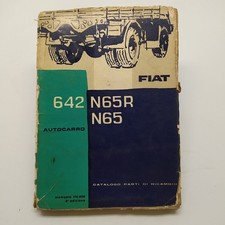 FIAT
642 N65R
N65
AUTOCARRO
CATALOGO PARTI DI RICAMBIO